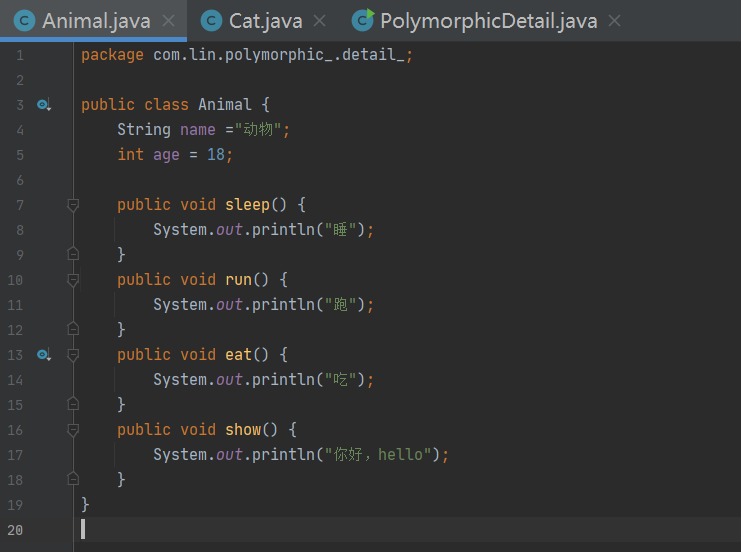 Animal.java Cat.java PolymorphicDetail.java
1 package com.lin.polymorphic_.detail_;
2
3 public class Animal {
4 String name ="动物";
5 int age = 18;
6
7 public void sleep() {
8 System.out.println("睡");
9 }
10 public void run() {
11 System.out.println("跑");
12 }
13 public void eat() {
14 System.out.println("吃");
15 }
16 public void show() {
17 System.out.println("你好，hello");
18 }
19 }
20